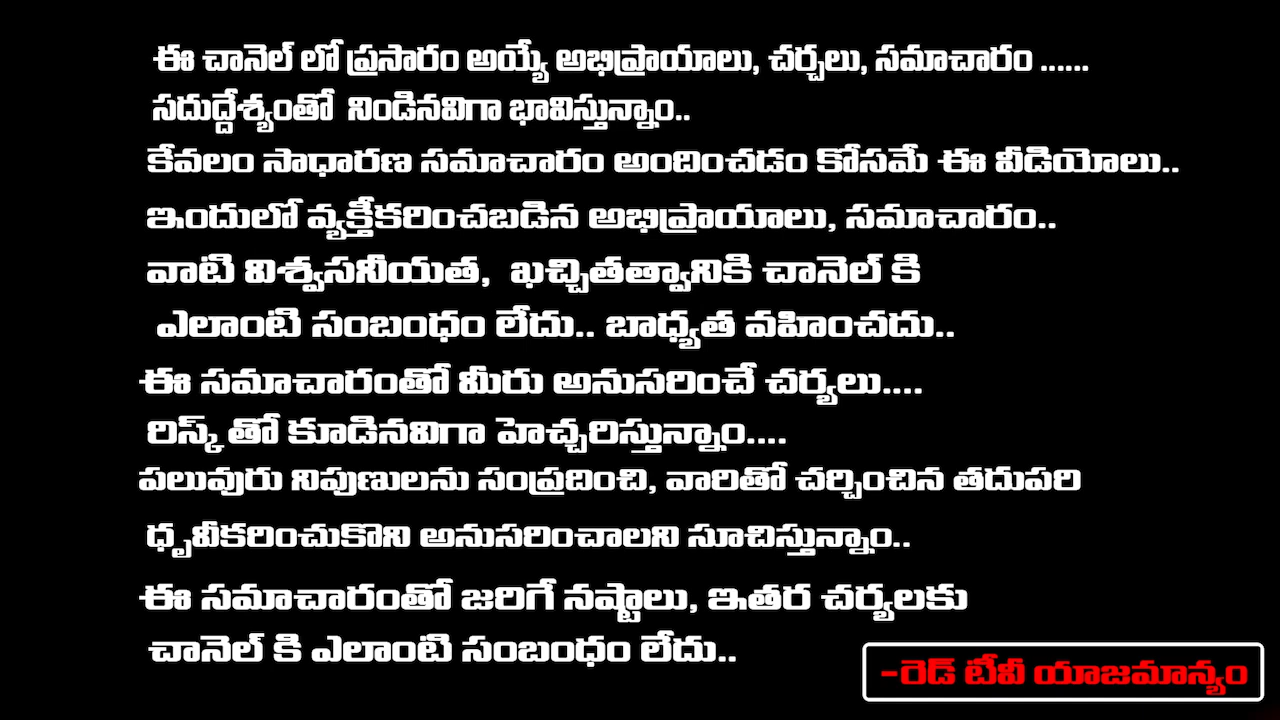 ఈ చానెల్ లో ప్రసారం అయ్యే అభిప్రాయాలు, చర్చలు, సమాచారం ......
సదుద్దేశ్యంతో నిండినవిగా భావిస్తున్నాం..
కేవలం సాధారణ సమాచారం అందించడం కోసమే ఈ వీడియోలు..
ఇందులో వ్యక్తీకరించబడిన అభిప్రాయాలు, సమాచారం..
వాటి విశ్వసనీయత, ఖచ్చితత్వానికి చానెల్ కి
ఎలాంటి సంబంధం లేదు.. బాధ్యత వహించదు..
ఈ సమాచారంతో మీరు అనుసరించే చర్యలు....
రిస్క్ తో కూడినవిగా హెచ్చరిస్తున్నాం....
పలువురు నిపుణులను సంప్రదించి, వారితో చర్చించిన తదుపరి
ధృవీకరించుకొని అనుసరించాలని సూచిస్తున్నాం..
ఈ సమాచారంతో జరిగే నష్టాలు, ఇతర చర్యలకు
చానెల్ కి ఎలాంటి సంబంధం లేదు..
-రెడ్ టీవీ యాజమాన్యం